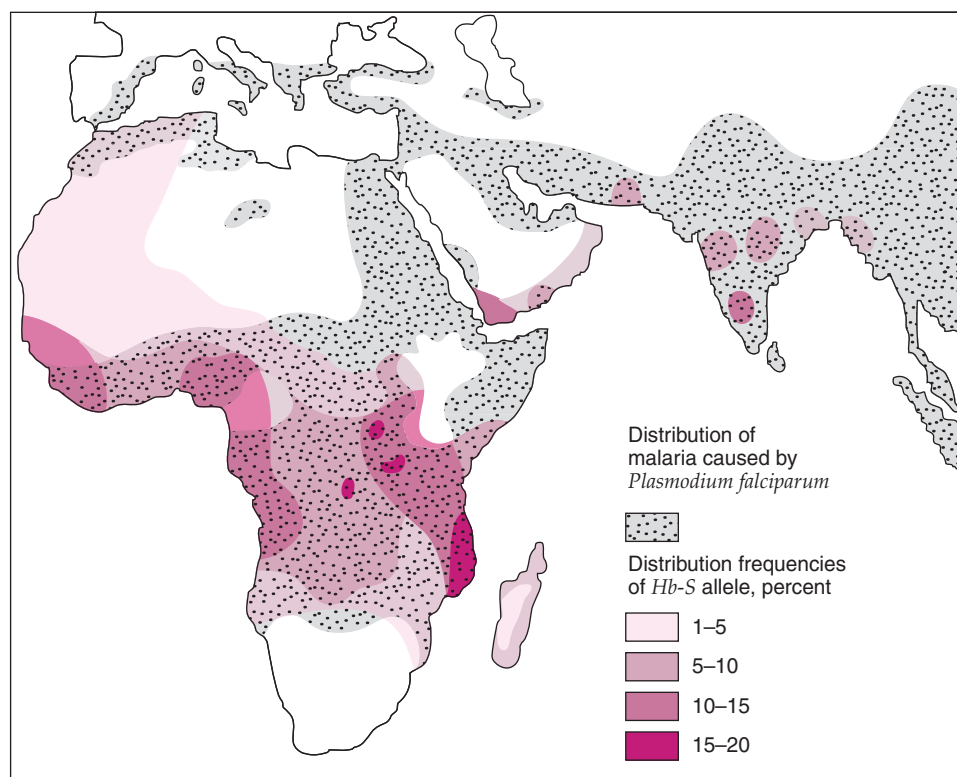 Distribution of
malaria caused by
Plasmodium falciparum
Distribution frequencies
of Hb-S allele, percent
1–5
5–10
10–15
15–20